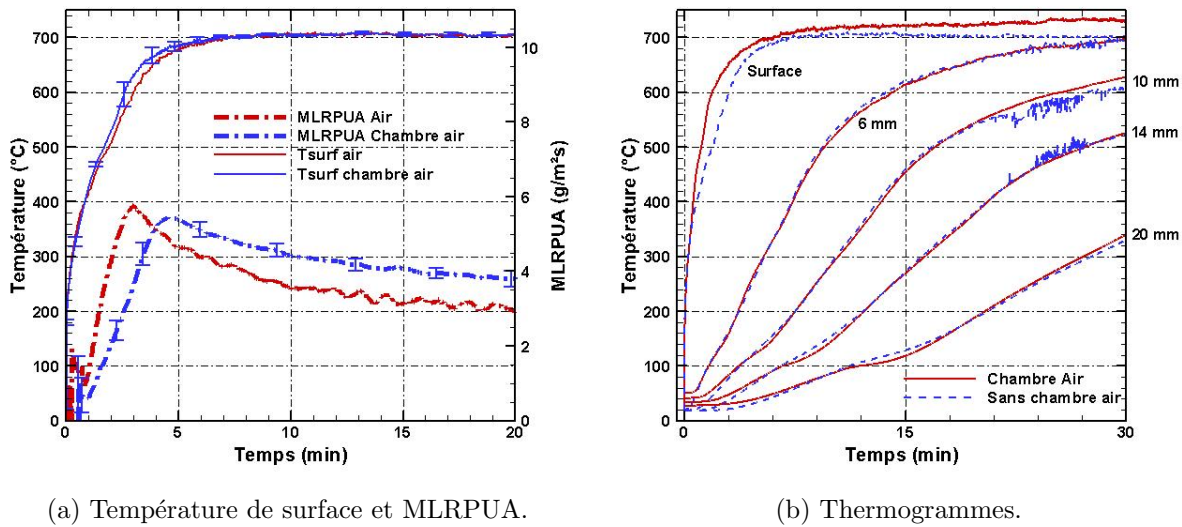 700
600
500
400
300
200
100
0
Température (°C)
10
8
6
4
2
0
MLRPUA (g/m²s)
MLRPUA Air
MLRPUA Chambre air
Tsurf air
Tsurf chambre air
0
5
10
15
20
Temps (min)
(a) Température de surface et MLRPUA.
700
600
500
400
300
200
100
0
Température (°C)
Surface
6 mm
10 mm
14 mm
20 mm
Chambre Air
Sans chambre air
0
15
30
Temps (min)
(b) Thermogrammes.